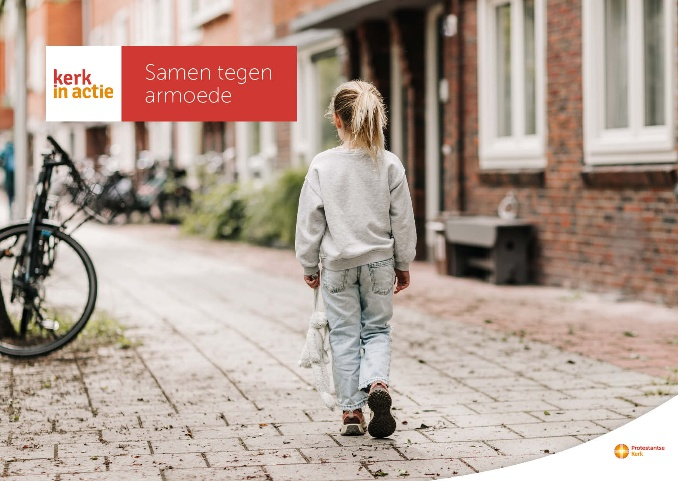 kerk
in actie
Samen tegen
armoede
Protestantse
Kerk